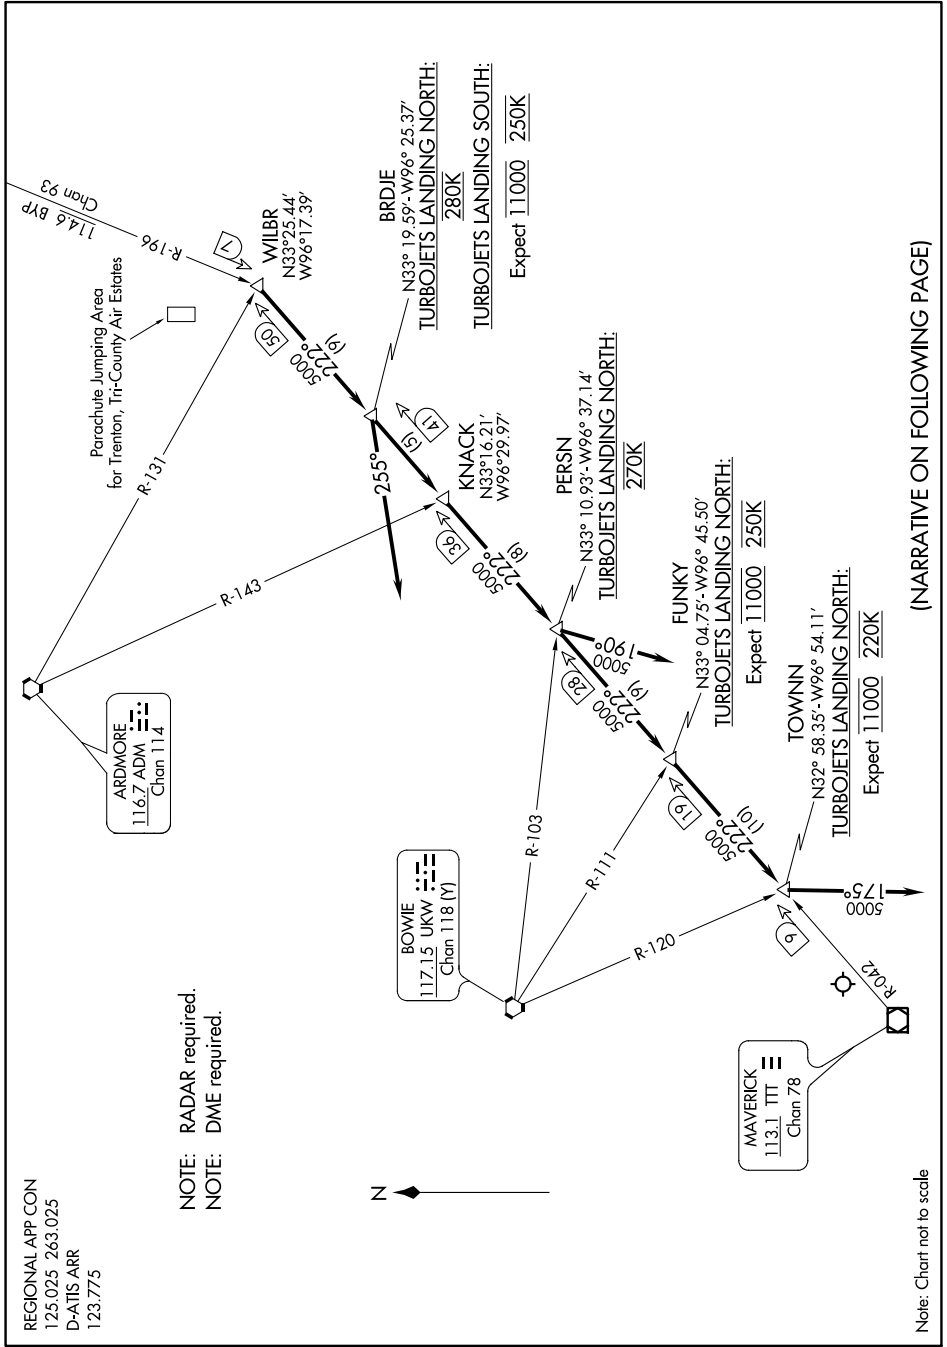 REGIONAL APP CON
125.025 263.025
D-ATIS ARR
123.775
NOTE: RADAR required.
NOTE: DME required.
N
ARDMORE
116.7 ADM
Chan 114
R-131
R-143
Parachute Jumping Area
for Trenton, Tri-County Air Estates
114.6 BYP
Chan 93
R-196
7
WILBR
N33°25.44'
W96°17.39'
50
5000
222°
(9)
BRDJE
N33° 19.59'-W96° 25.37'
TURBOJETS LANDING NORTH:
280K
TURBOJETS LANDING SOUTH:
Expect 11000 250K
255°
(5)
41
KNACK
N33°16.21'
W96°29.97'
36
5000
222°
(8)
PERSN
N33° 10.93'-W96° 37.14'
TURBOJETS LANDING NORTH:
270K
190°
5000
28
5000
222°
(9)
BOWIE
117.15 UKW
Chan 118 (Y)
R-103
R-111
R-120
FUNKY
N33° 04.75'-W96° 45.50'
TURBOJETS LANDING NORTH:
Expect 11000 250K
19
5000
222°
(10)
TOWNN
N32° 58.35'-W96° 54.11'
TURBOJETS LANDING NORTH:
Expect 11000 220K
175°
5000
9
R-042
MAVERICK
113.1 TTT
Chan 78
(NARRATIVE ON FOLLOWING PAGE)
Note: Chart not to scale